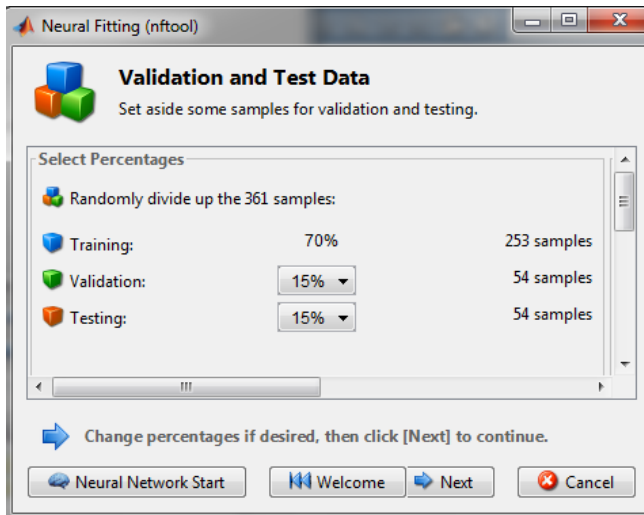 Neural Fitting (nftool)
Validation and Test Data
Set aside some samples for validation and testing.
Select Percentages
Randomly divide up the 361 samples:
Training: 70% 253 samples
Validation: 15% 54 samples
Testing: 15% 54 samples
Change percentages if desired, then click [Next] to continue.
Neural Network Start Welcome Next Cancel